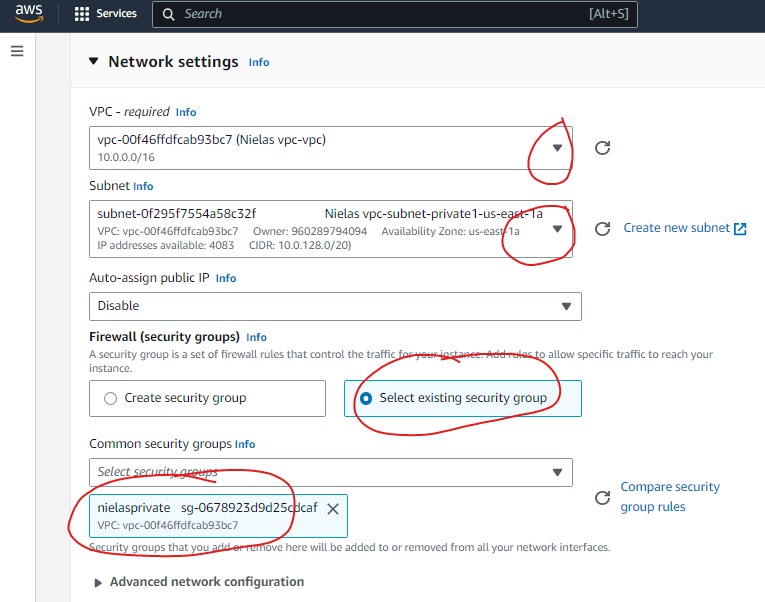 aws
Services
Search
[Alt+S]
Network settings Info
VPC - required Info
vpc-00f46ffdfcab93bc7 (Nielas vpc-vpc)
10.0.0.0/16
Subnet Info
subnet-0f295f7554a58c32f Nielas vpc-subnet-private1-us-east-1a
VPC: vpc-00f46ffdfcab93bc7 Owner: 960289794094 Availability Zone: us-east-1a
IP addresses available: 4083 CIDR: 10.0.128.0/20)
Create new subnet
Auto-assign public IP Info
Disable
Firewall (security groups) Info
A security group is a set of firewall rules that control the traffic for your instance. Add rules to allow specific traffic to reach your
instance.
Create security group
Select existing security group
Common security groups Info
Select security groups
nielasprivate sg-0678923d9d25cdcaf
VPC: vpc-00f46ffdfcab93bc7
Compare security
group rules
Security groups that you add or remove here will be added to or removed from all your network interfaces.
Advanced network configuration